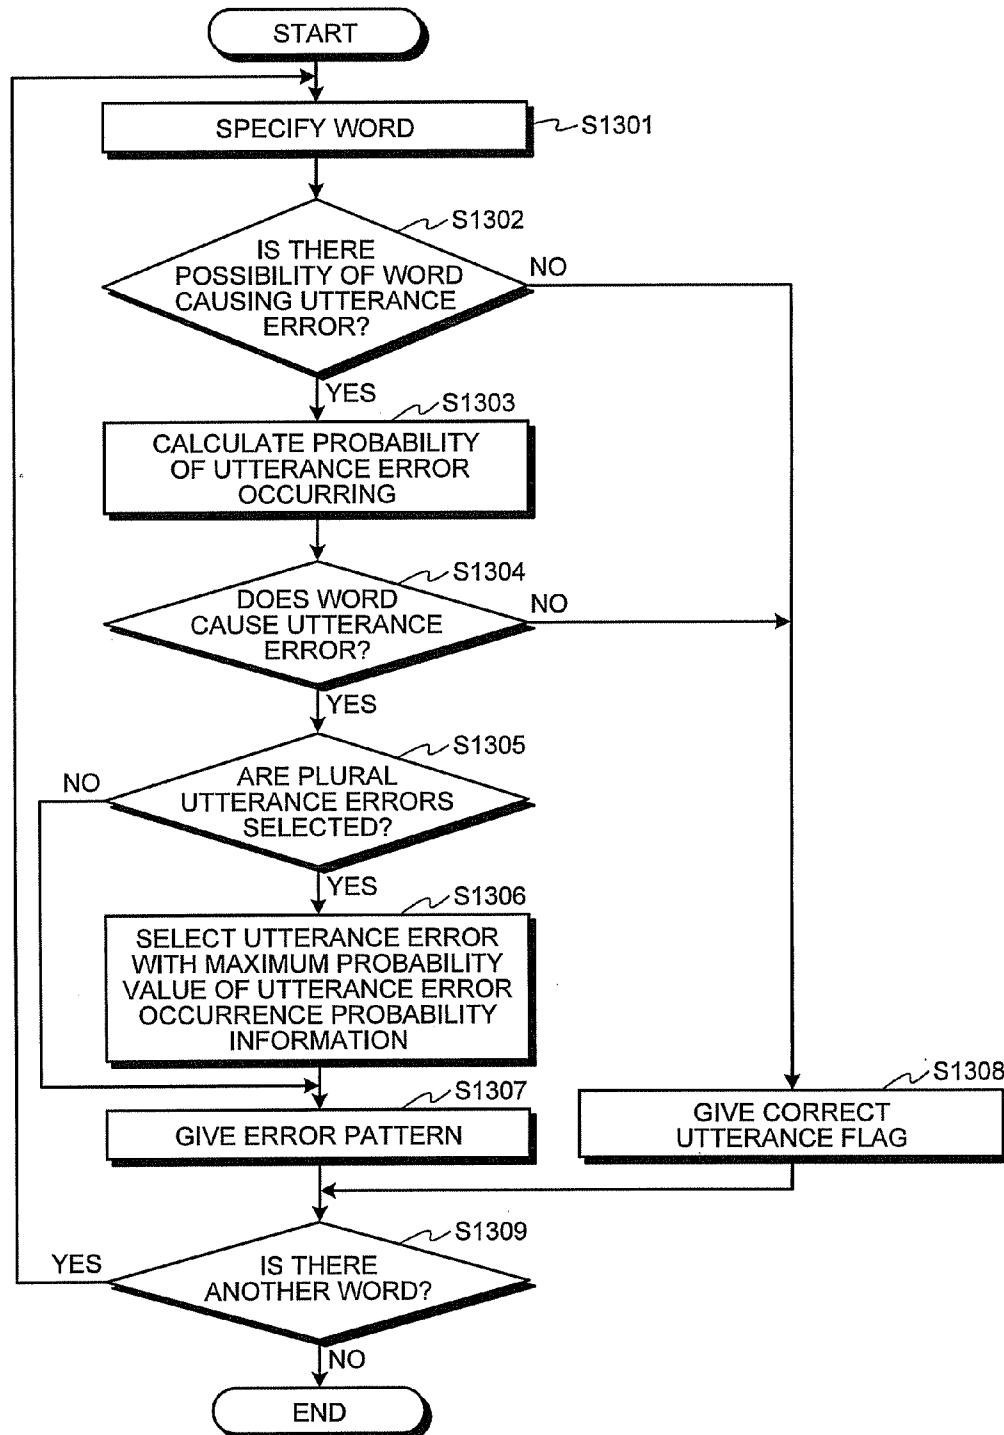 START
SPECIFY WORD
S1301
S1302
IS THERE
POSSIBILITY OF WORD
CAUSING UTTERANCE
ERROR?
NO
YES
S1303
CALCULATE PROBABILITY
OF UTTERANCE ERROR
OCCURRING
S1304
DOES WORD
CAUSE UTTERANCE
ERROR?
NO
YES
S1305
NO
ARE PLURAL
UTTERANCE ERRORS
SELECTED?
YES
S1306
SELECT UTTERANCE ERROR
WITH MAXIMUM PROBABILITY
VALUE OF UTTERANCE ERROR
OCCURRENCE PROBABILITY
INFORMATION
S1307
GIVE ERROR PATTERN
S1308
GIVE CORRECT
UTTERANCE FLAG
S1309
YES
IS THERE
ANOTHER WORD?
NO
END